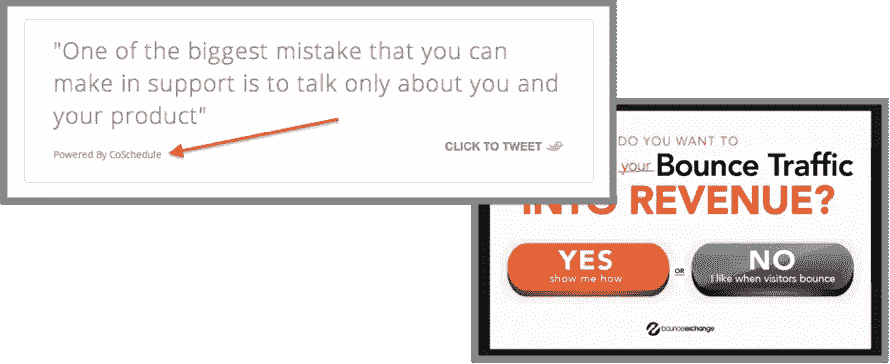 "One of the biggest mistake that you can
make in support is to talk only about you and
your product"
Powered By CoSchedule
CLICK TO TWEET
DO YOU WANT TO
your Bounce Traffic
INTO REVENUE?
YES
show me how
OR
NO
I like when visitors bounce
bounceexchange